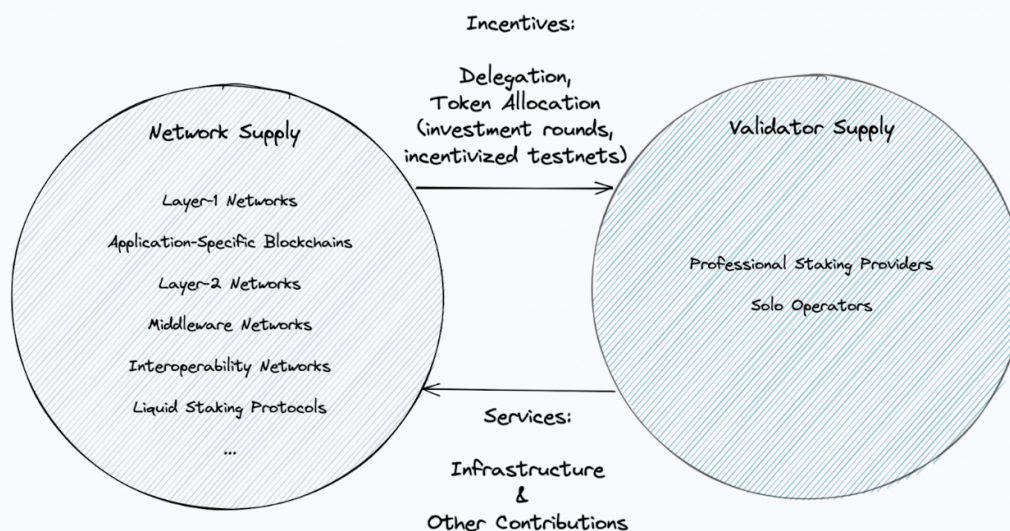 Incentives:
Delegation,
Token Allocation
(investment rounds,
incentivized testnets)
Network Supply
Layer-1 Networks
Application-Specific Blockchains
Layer-2 Networks
Middleware Networks
Interoperability Networks
Liquid Staking Protocols
...
Validator Supply
Professional Staking Providers
Solo Operators
Services:
Infrastructure
&
Other Contributions